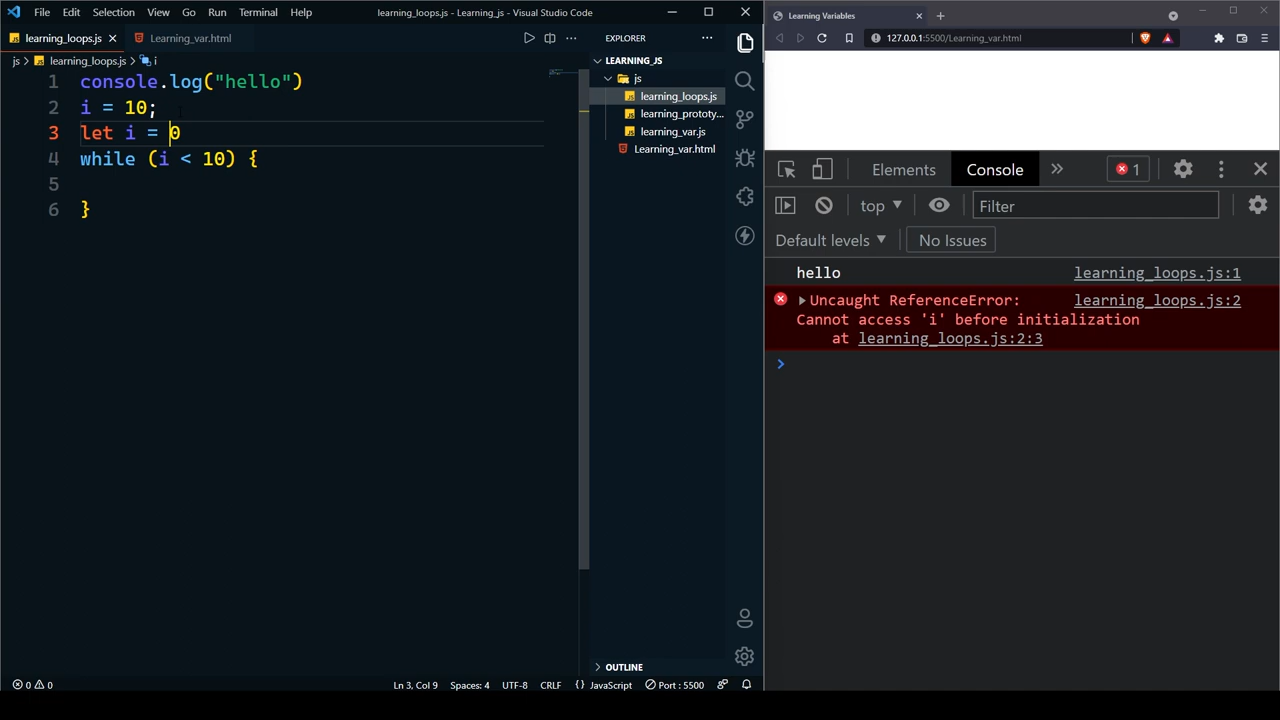 File Edit Selection View Go Run Terminal Help learning_loops.js - Learning_js - Visual Studio Code
learning_loops.js Learning_var.html
js > learning_loops.js > i
1 console.log("hello")
2 i = 10;
3 let i = 0
4 while (i < 10) {
5
6 }
EXPLORER
LEARNING_JS
js
learning_loops.js
learning_prototy...
learning_var.js
Learning_var.html
OUTLINE
0 0 Ln 3, Col 9 Spaces: 4 UTF-8 CRLF {} JavaScript Port : 5500
Learning Variables
127.0.0.1:5500/Learning_var.html
Elements Console 1
top Filter
Default levels No Issues
hello learning_loops.js:1
Uncaught ReferenceError: learning_loops.js:2
Cannot access 'i' before initialization
at learning_loops.js:2:3